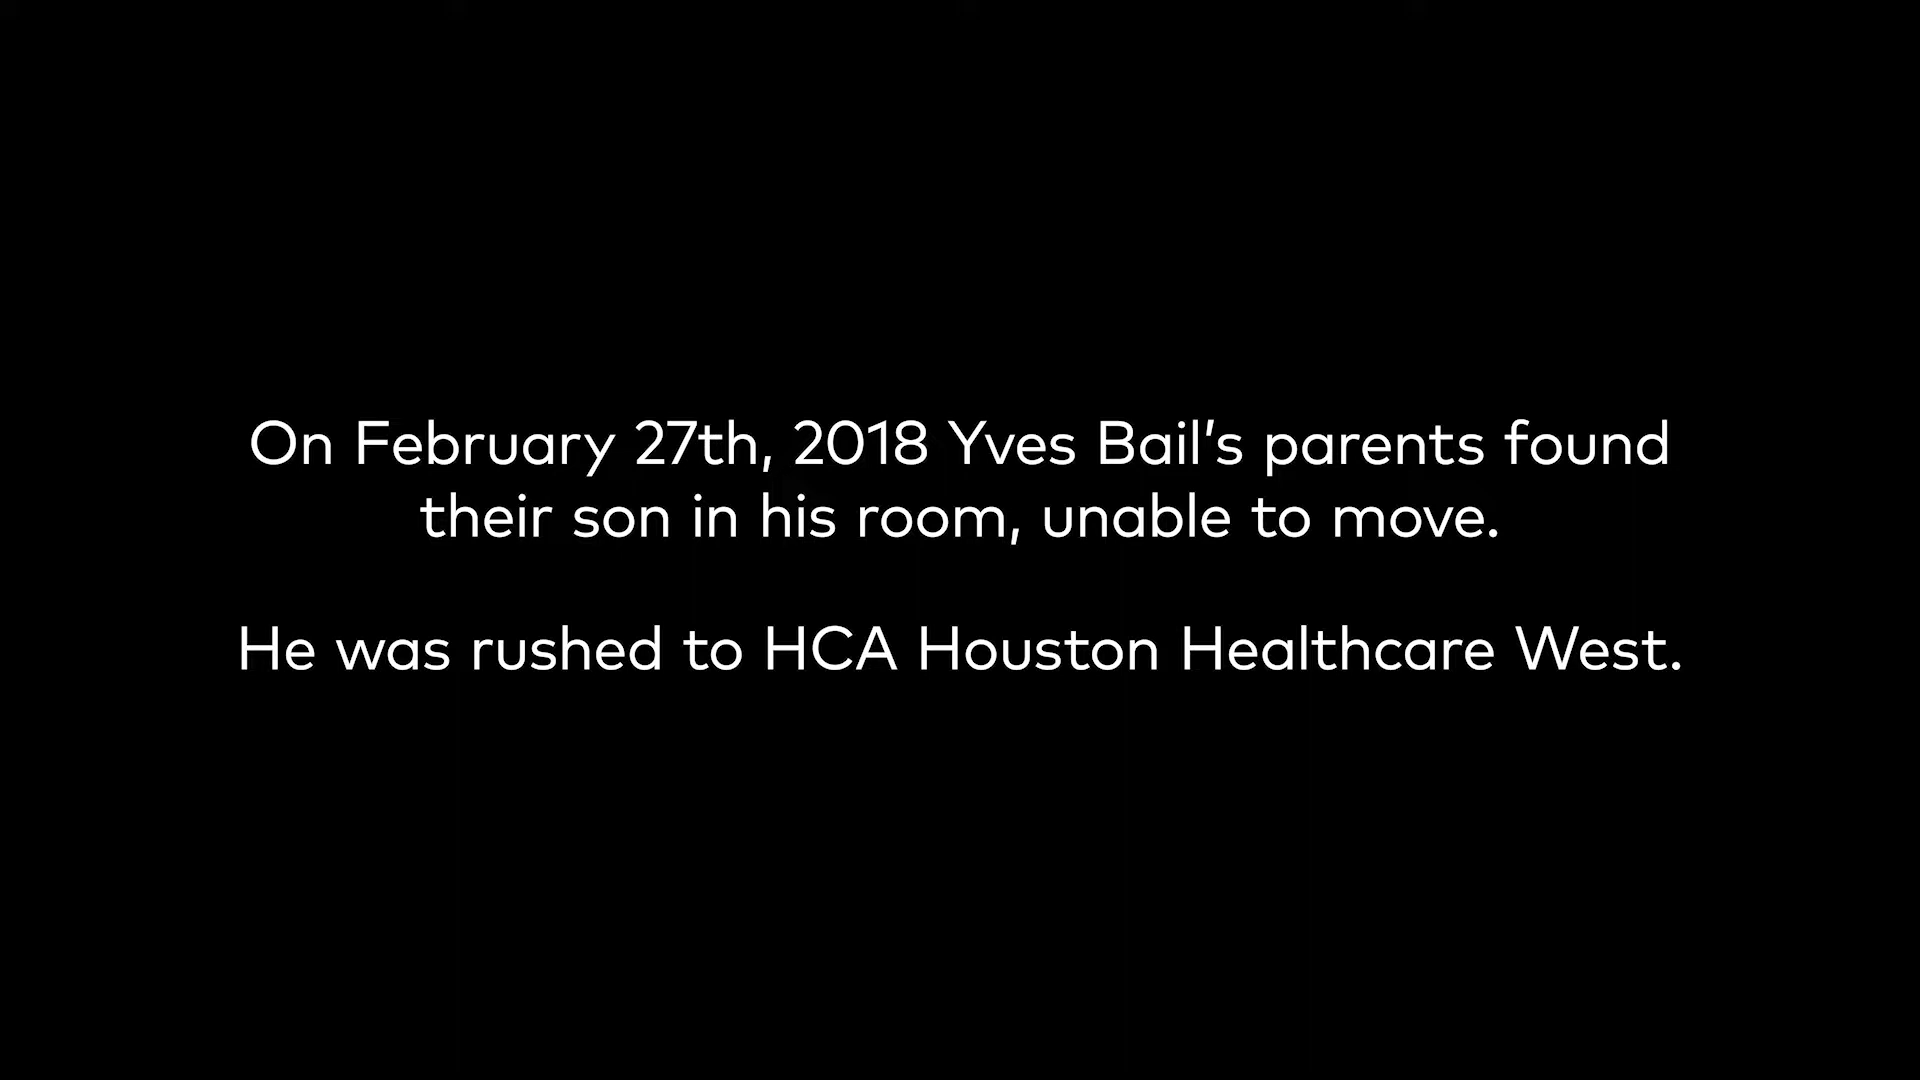 On February 27th, 2018 Yves Bail’s parents found
their son in his room, unable to move.
He was rushed to HCA Houston Healthcare West.